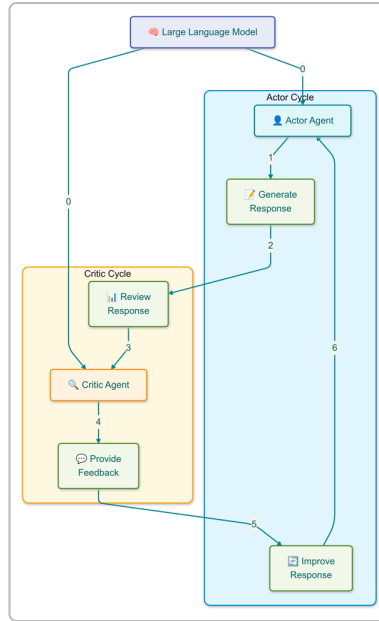 🧠 Large Language Model
0
Actor Cycle
👤 Actor Agent
1
📝 Generate
Response
0
2
Critic Cycle
📊 Review
Response
3
6
🔍 Critic Agent
4
💬 Provide
Feedback
5
🔄 Improve
Response